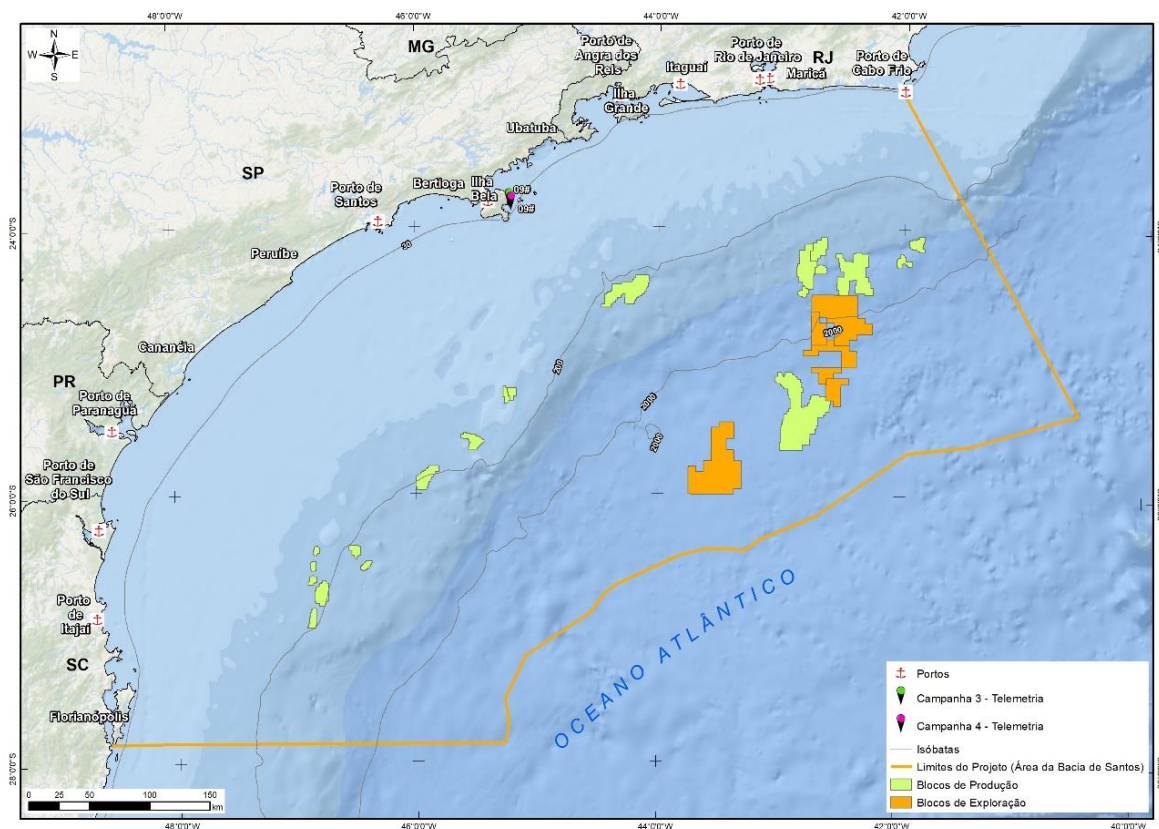 48°0'0"W
46°0'0"W
44°0'0"W
42°0'0"W
N
W
E
S
MG
Porto de
Angra dos
Reis
Porto de
Rio de Janeiro
RJ
Porto de
Cabo Frio
Itaguaí
Maricá
Ilha
Grande
Ubatuba
SP
Bertioga
Ilha
Bela
09#
09#
Porto de
Santos
50
24°0'0"S
Peruíbe
2000
Cananéia
200
PR
Porto de
Paranaguá
2000
2000
Porto de
São Francisco
do Sul
26°0'0"S
Porto
de
Itajaí
OCEANO ATLÂNTICO
SC
Florianópolis
Portos
Campanha 3 - Telemetria
Campanha 4 - Telemetria
Isóbatas
Limites do Projeto (Área da Bacia de Santos)
Blocos de Produção
Blocos de Exploração
28°0'0"S
0 50 100 150
km
48°0'0"W
46°0'0"W
44°0'0"W
42°0'0"W
40°0'0"W